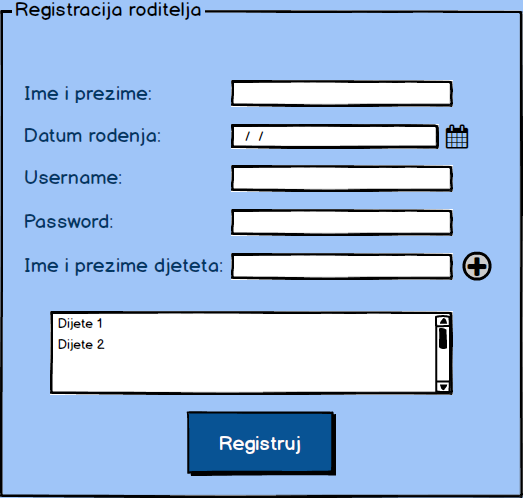 Registracija roditelja
Ime i prezime:
Datum rodenja: / /
Username:
Password:
Ime i prezime djeteta:
Dijete 1
Dijete 2
Registruj